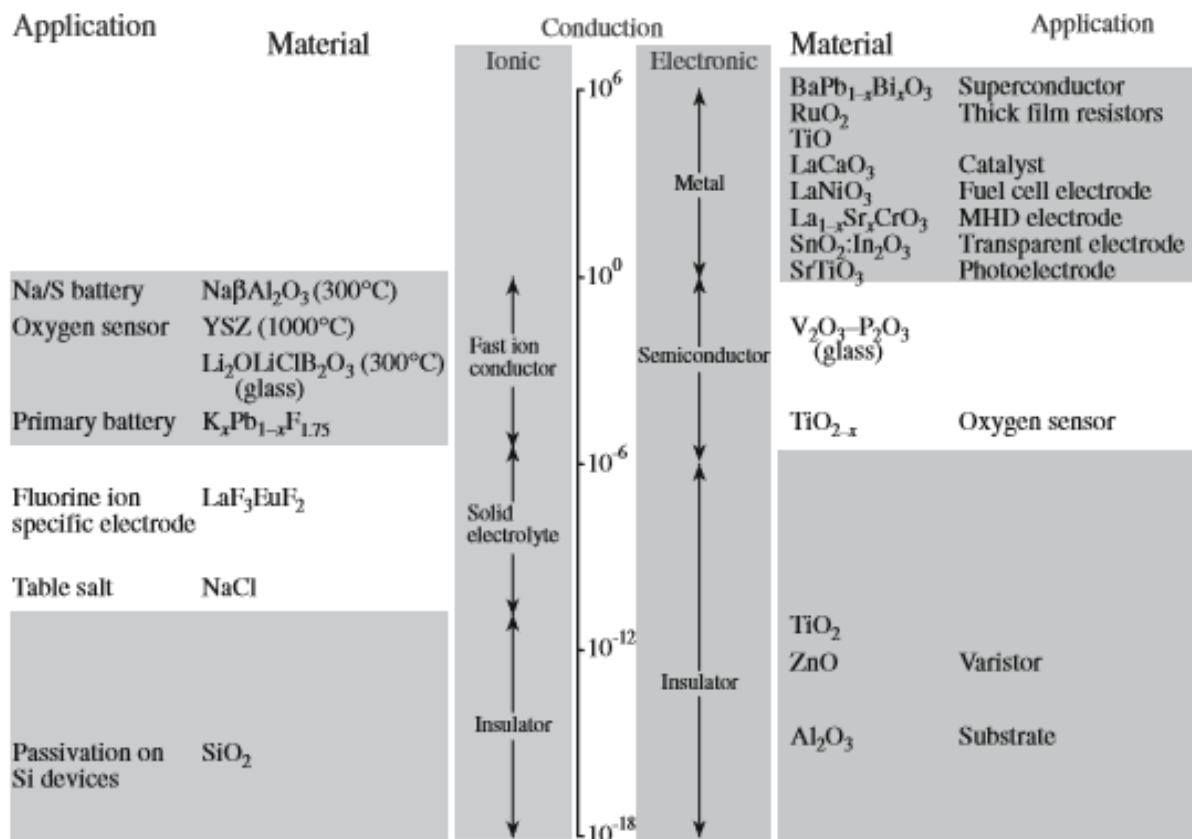 Application
Material
Conduction
Ionic
Electronic
Material
Application
Na/S battery NaβAl₂O₃ (300°C)
Oxygen sensor YSZ (1000°C)
Li₂OLiClB₂O₃ (300°C)
(glass)
Primary battery KₓPb₁₋ₓF₁.₇₅
Fluorine ion LaF₃EuF₂
specific electrode
Table salt NaCl
Passivation on SiO₂
Si devices
Fast ion
conductor
Solid
electrolyte
Insulator
10⁶
10⁰
10⁻⁶
10⁻¹²
10⁻¹⁸
Metal
Semiconductor
Insulator
BaPb₁₋ₓBiₓO₃ Superconductor
RuO₂ Thick film resistors
TiO
LaCaO₃ Catalyst
LaNiO₃ Fuel cell electrode
La₁₋ₓSrₓCrO₃ MHD electrode
SnO₂:In₂O₃ Transparent electrode
SrTiO₃ Photoelectrode
V₂O₃–P₂O₃
(glass)
TiO₂₋ₓ Oxygen sensor
TiO₂
ZnO Varistor
Al₂O₃ Substrate